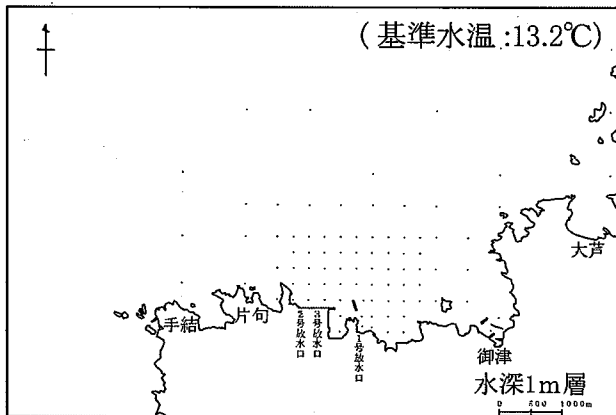 (基準水温:13.2℃)
大芦
手結
片句
2号放水口
3号放水口
1号放水口
御津
水深1m層
0 500 1000m